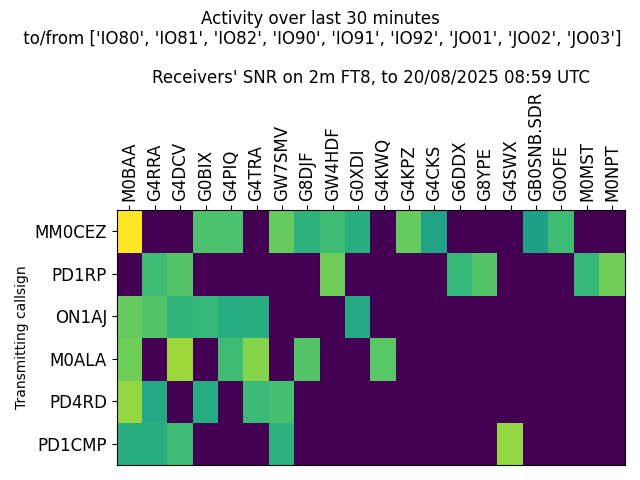 Activity over last 30 minutes
to/from ['IO80', 'IO81', 'IO82', 'IO90', 'IO91', 'IO92', 'JO01', 'JO02', 'JO03']
Receivers' SNR on 2m FT8, to 20/08/2025 08:59 UTC
M0BAA
G4RRA
G4DCV
G0BIX
G4PIQ
G4TRA
GW7SMV
G8DJF
GW4HDF
G0XDI
G4KWQ
G4KPZ
G4CKS
G6DDX
G8YPE
G4SWX
GB0SNB.SDR
G0OFE
M0MST
M0NPT
Transmitting callsign
MM0CEZ
PD1RP
ON1AJ
M0ALA
PD4RD
PD1CMP